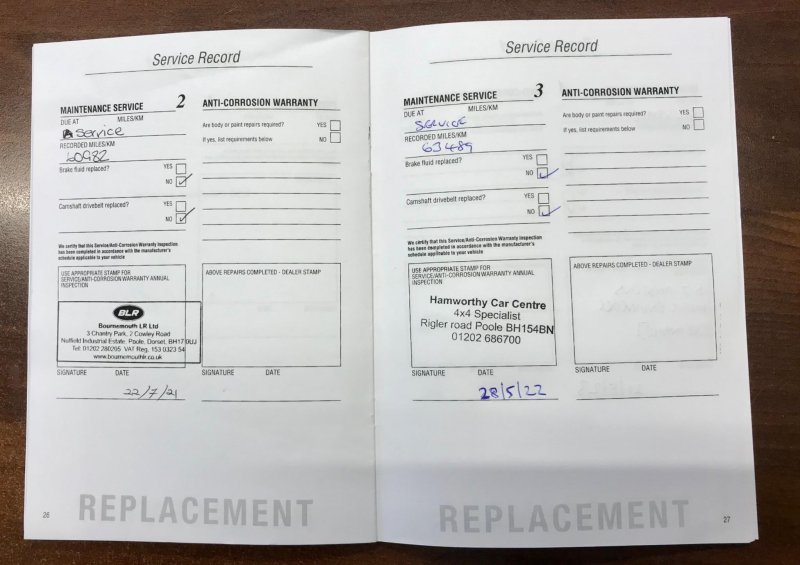 Service Record
MAINTENANCE SERVICE 2
DUE AT MILES/KM
A Service
RECORDED MILES/KM
60982
Brake fluid replaced? YES
NO
Camshaft drivebelt replaced? YES
NO
We certify that this Service/Anti-Corrosion Warranty inspection
has been completed in accordance with the manufacturer's
schedule applicable to your vehicle
USE APPROPRIATE STAMP FOR
SERVICE/ANTI-CORROSION WARRANTY ANNUAL
INSPECTION
BLR
Bournemouth LR Ltd
3 Chantry Park, 2 Cowley Road
Nuffield Industrial Estate, Poole, Dorset, BH17 0UJ
Tel: 01202 280205 VAT Reg. 153 0323 54
www.bournemouthlr.co.uk
SIGNATURE DATE
22/7/21
ANTI-CORROSION WARRANTY
Are body or paint repairs required? YES
If yes, list requirements below NO
ABOVE REPAIRS COMPLETED - DEALER STAMP
SIGNATURE DATE
REPLACEMENT
26
Service Record
MAINTENANCE SERVICE 3
DUE AT MILES/KM
SERVICE
RECORDED MILES/KM
63489
Brake fluid replaced? YES
NO
Camshaft drivebelt replaced? YES
NO
We certify that this Service/Anti-Corrosion Warranty inspection
has been completed in accordance with the manufacturer's
schedule applicable to your vehicle
USE APPROPRIATE STAMP FOR
SERVICE/ANTI-CORROSION WARRANTY ANNUAL
INSPECTION
Hamworthy Car Centre
4x4 Specialist
Rigler road Poole BH154BN
01202 686700
SIGNATURE DATE
28/5/22
ANTI-CORROSION WARRANTY
Are body or paint repairs required? YES
If yes, list requirements below NO
ABOVE REPAIRS COMPLETED - DEALER STAMP
SIGNATURE DATE
REPLACEMENT
27